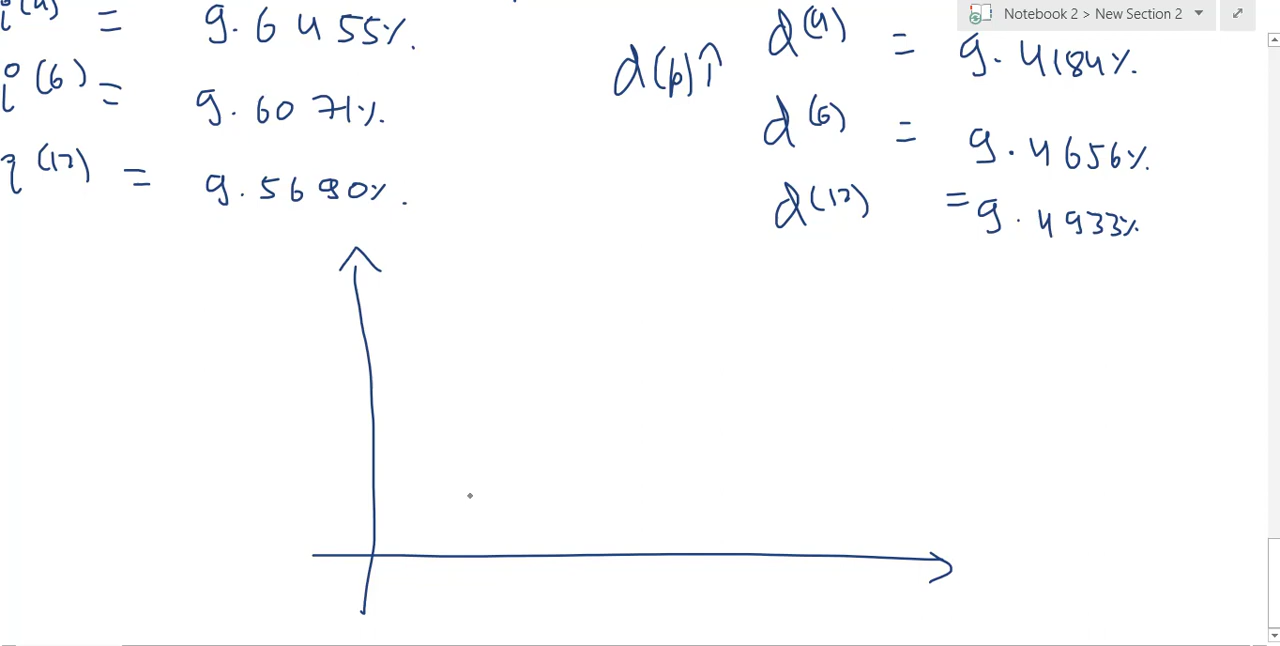 Notebook 2 > New Section 2
i(4) = 9.6455%.
i(6) = 9.6071%.
i(12) = 9.5690%.
d(p)↑
d(4) = 9.4184%.
d(6) = 9.4656%.
d(12) = 9.4933%.